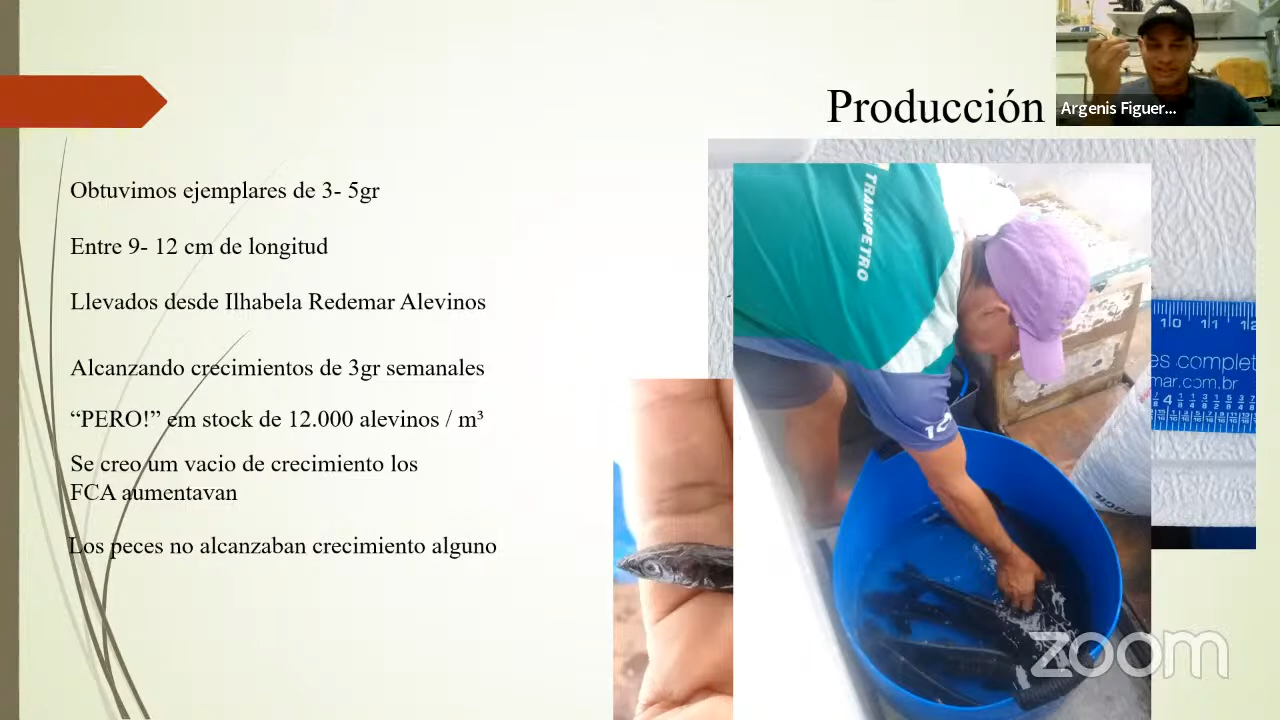 Producción
Argenis Figuer...
Obtuvimos ejemplares de 3- 5gr
Entre 9- 12 cm de longitud
Llevados desde Ilhabela Redemar Alevinos
Alcanzando crecimientos de 3gr semanales
“PERO!” em stock de 12.000 alevinos / m³
Se creo un vacio de crecimiento los
FCA aumentavan
Los peces no alcanzaban crecimiento alguno
TRANSPETRO
10 11 12
es complet
mar.com.br
4
zoom